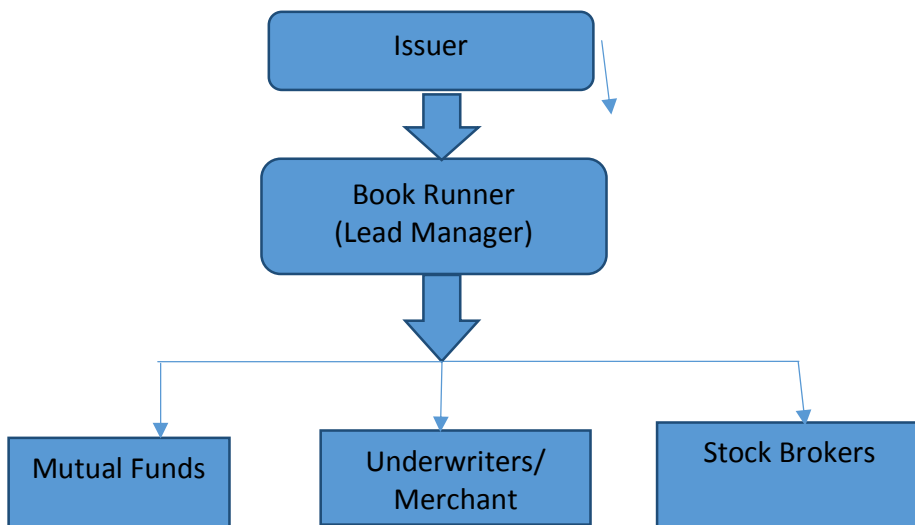 Issuer
Book Runner
(Lead Manager)
Mutual Funds
Underwriters/
Merchant
Stock Brokers